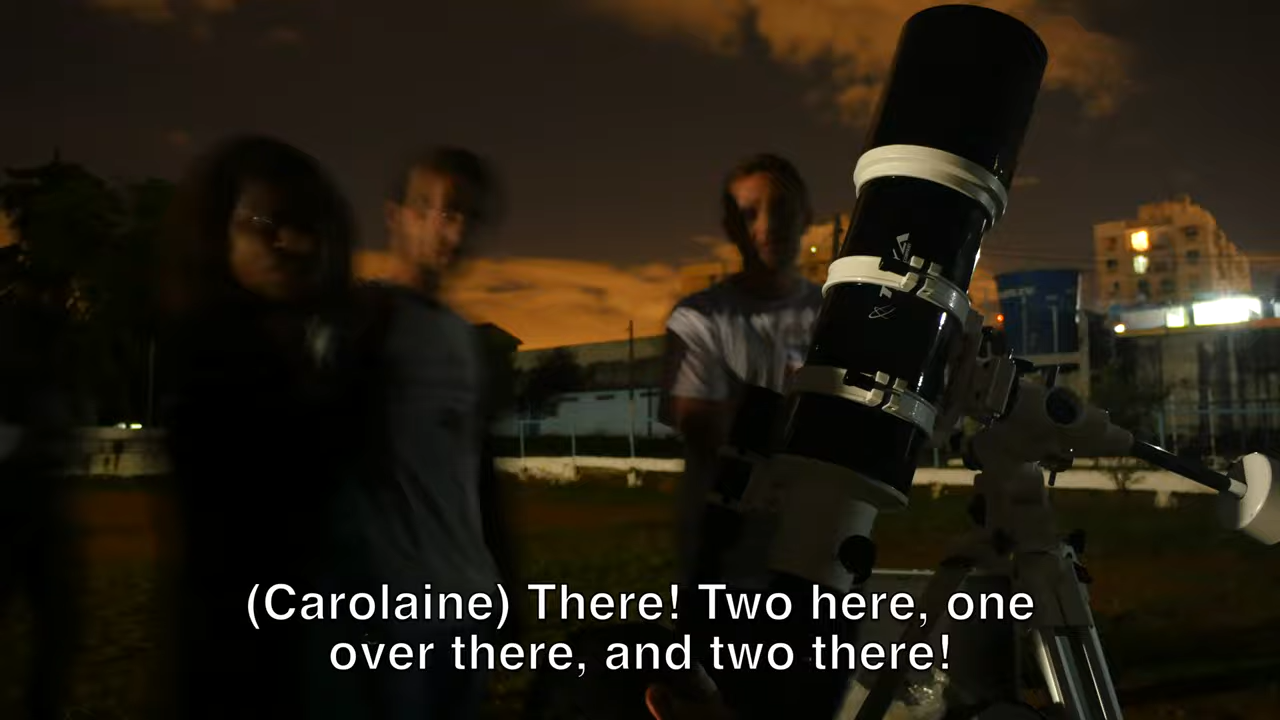 (Carolaine) There! Two here, one
over there, and two there!